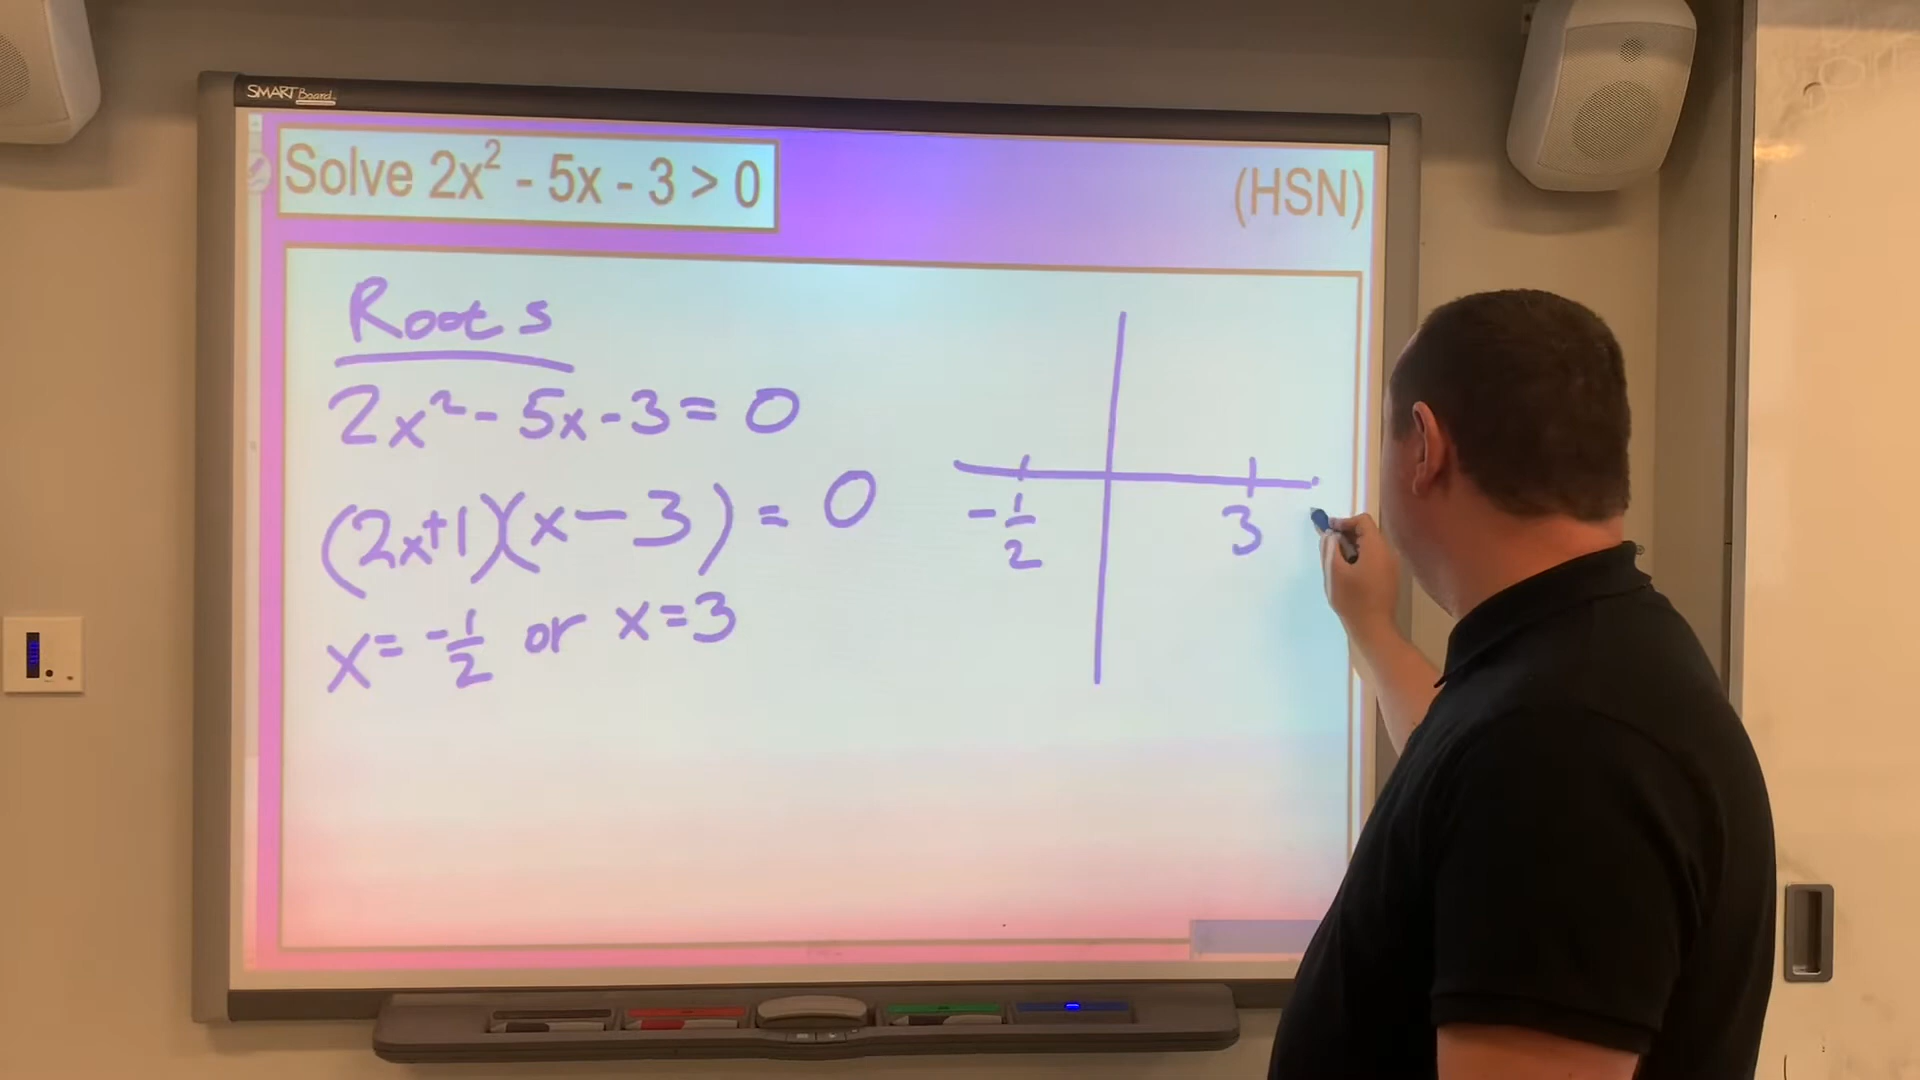 SMART Board
Solve 2x² - 5x - 3 > 0
(HSN)
Roots
2x² - 5x - 3 = 0
(2x+1)(x - 3) = 0
x = -1/2 or x = 3
-1/2
3